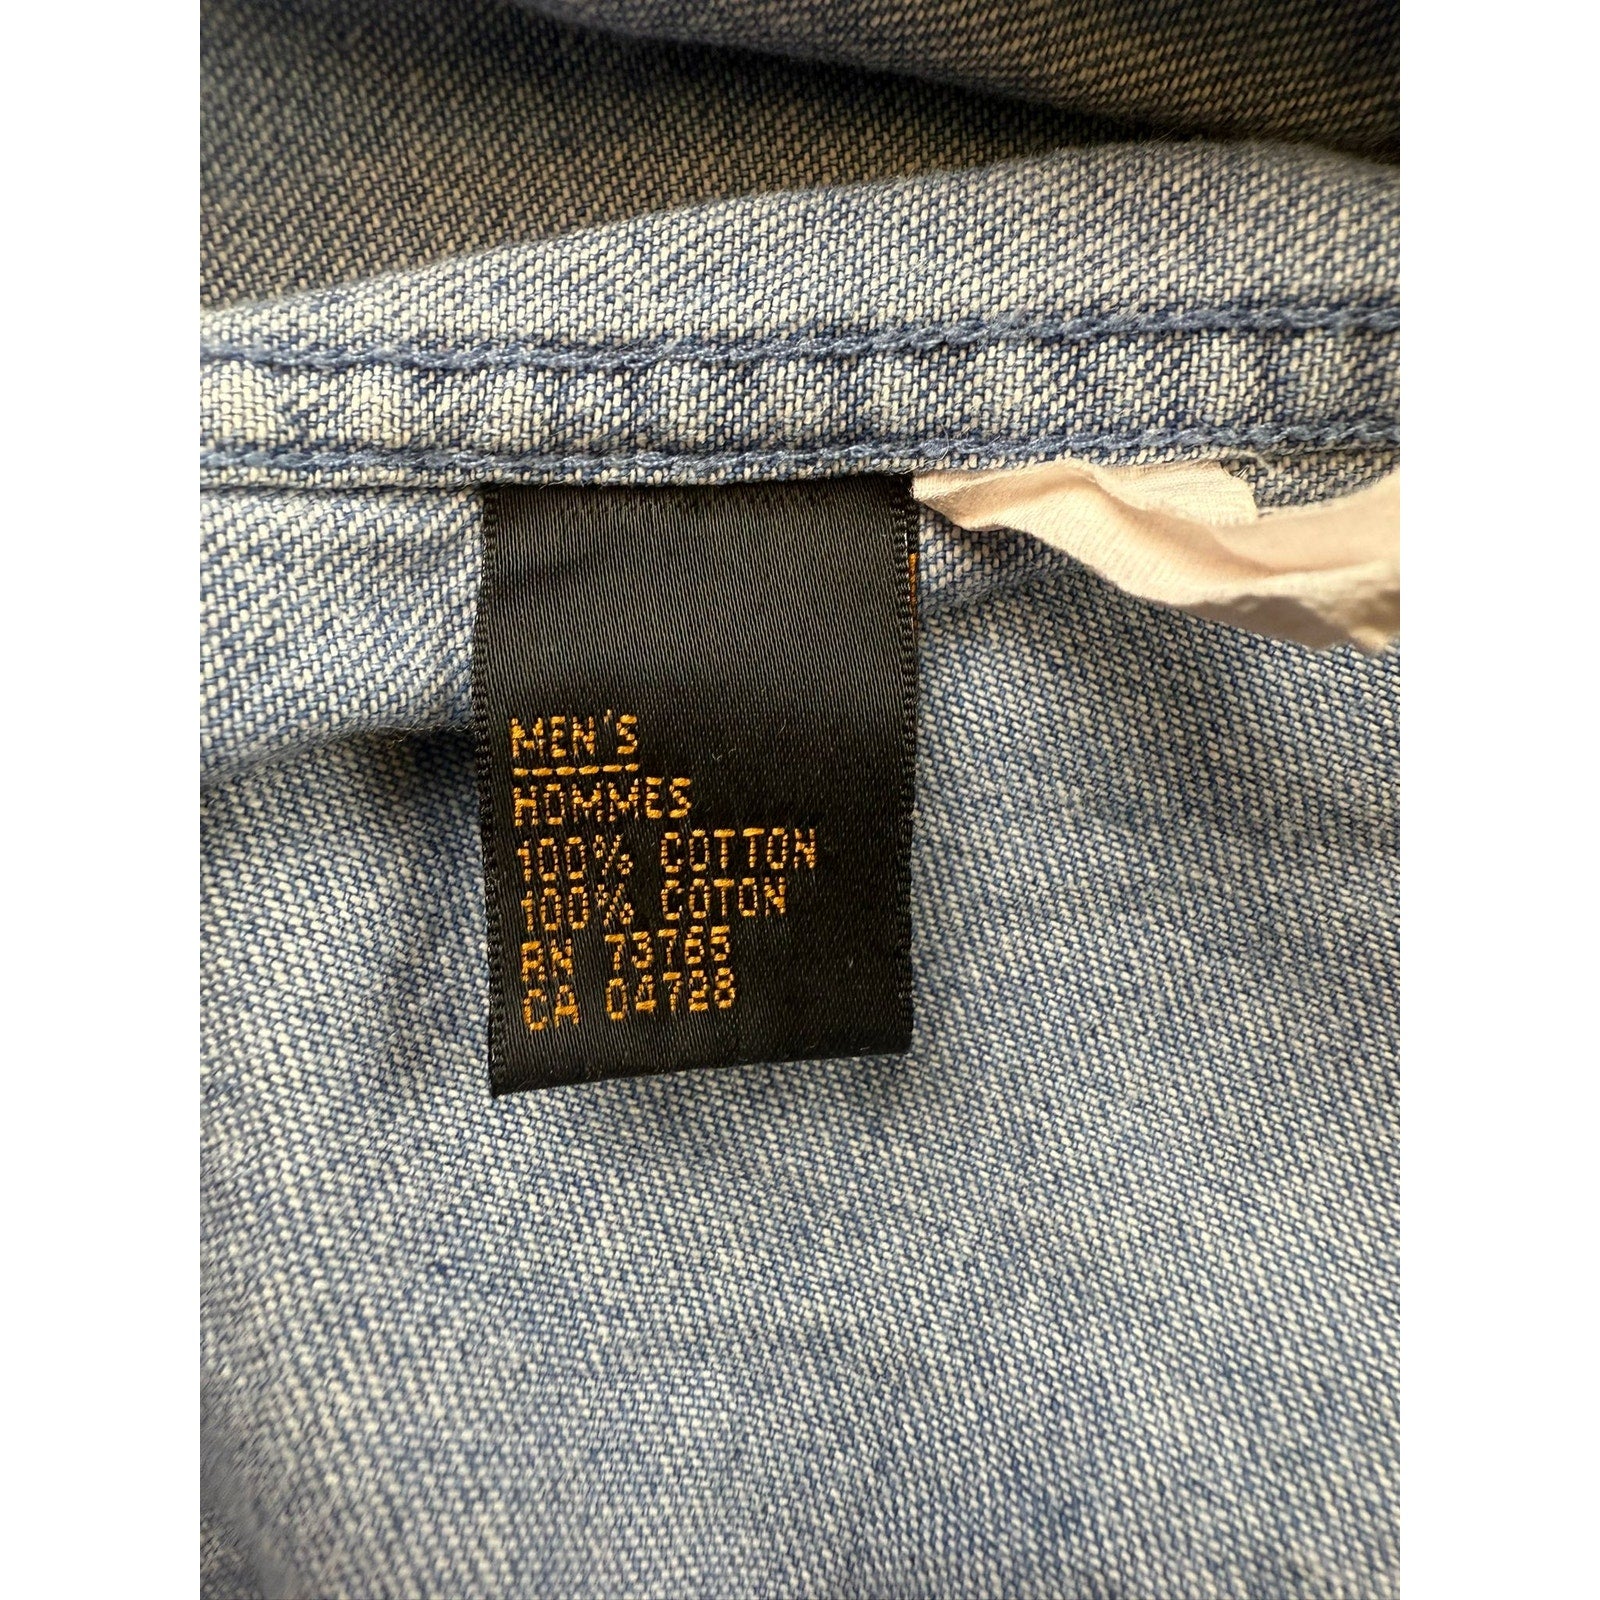 MEN'S
HOMMES
100% COTTON
100% COTON
RN 73765
CA 04728